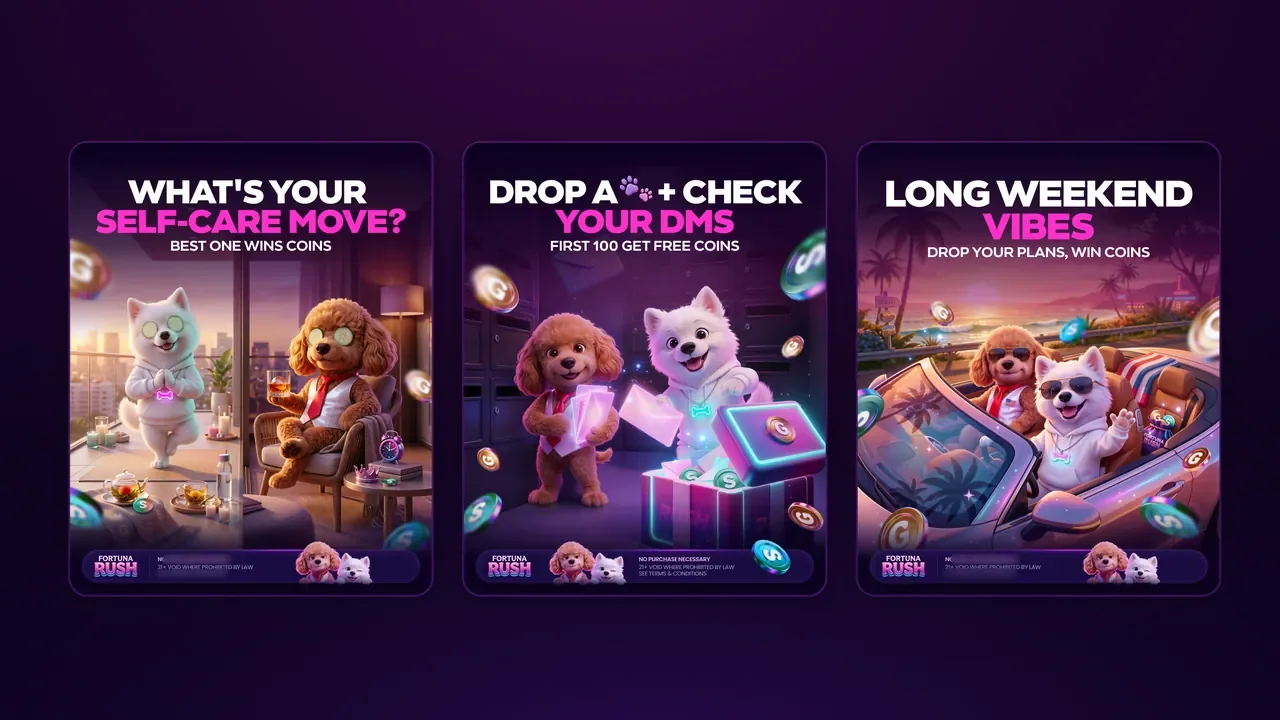 WHAT'S YOUR
SELF-CARE MOVE?
BEST ONE WINS COINS
FORTUNA
RUSH
21+ VOID WHERE PROHIBITED BY LAW
DROP A 🐾 + CHECK
YOUR DMS
FIRST 100 GET FREE COINS
FORTUNA
RUSH
NO PURCHASE NECESSARY
21+ VOID WHERE PROHIBITED BY LAW
SEE TERMS & CONDITIONS
LONG WEEKEND
VIBES
DROP YOUR PLANS, WIN COINS
FORTUNA
RUSH
21+ VOID WHERE PROHIBITED BY LAW